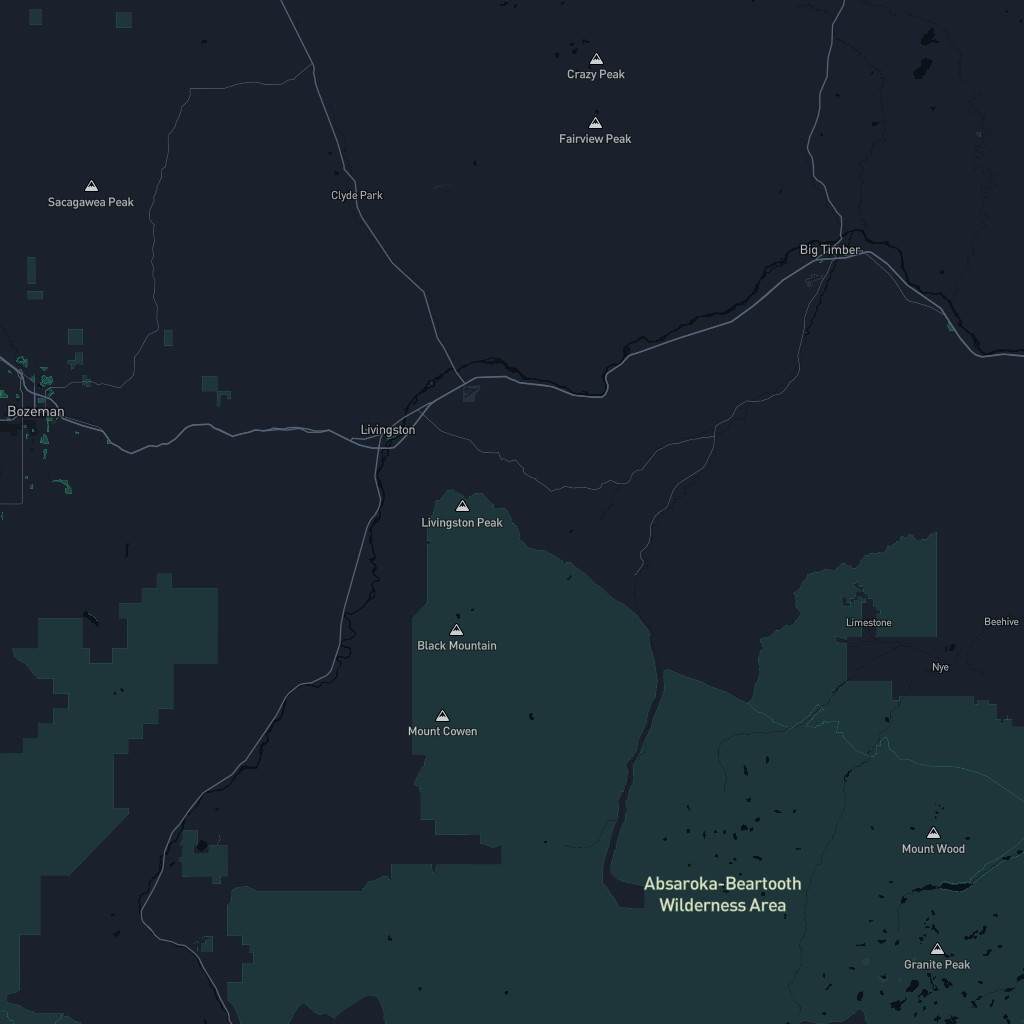 Crazy Peak
Fairview Peak
Clyde Park
Sacagawea Peak
Big Timber
Bozeman
Livingston
Livingston Peak
Limestone
Beehive
Black Mountain
Nye
Mount Cowen
Mount Wood
Absaroka-Beartooth
Wilderness Area
Granite Peak